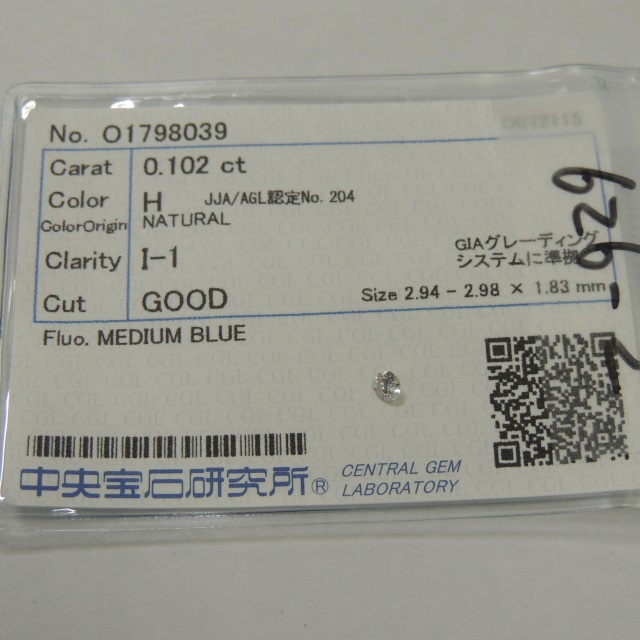 No. O1798039
Carat 0.102 ct
Color H JJA/AGL認定No. 204
ColorOrigin NATURAL
Clarity I-1 GIAグレーディング
システムに準拠
Cut GOOD Size 2.94 - 2.98 × 1.83 mm
Fluo. MEDIUM BLUE
中央宝石研究所® CENTRAL GEM
LABORATORY